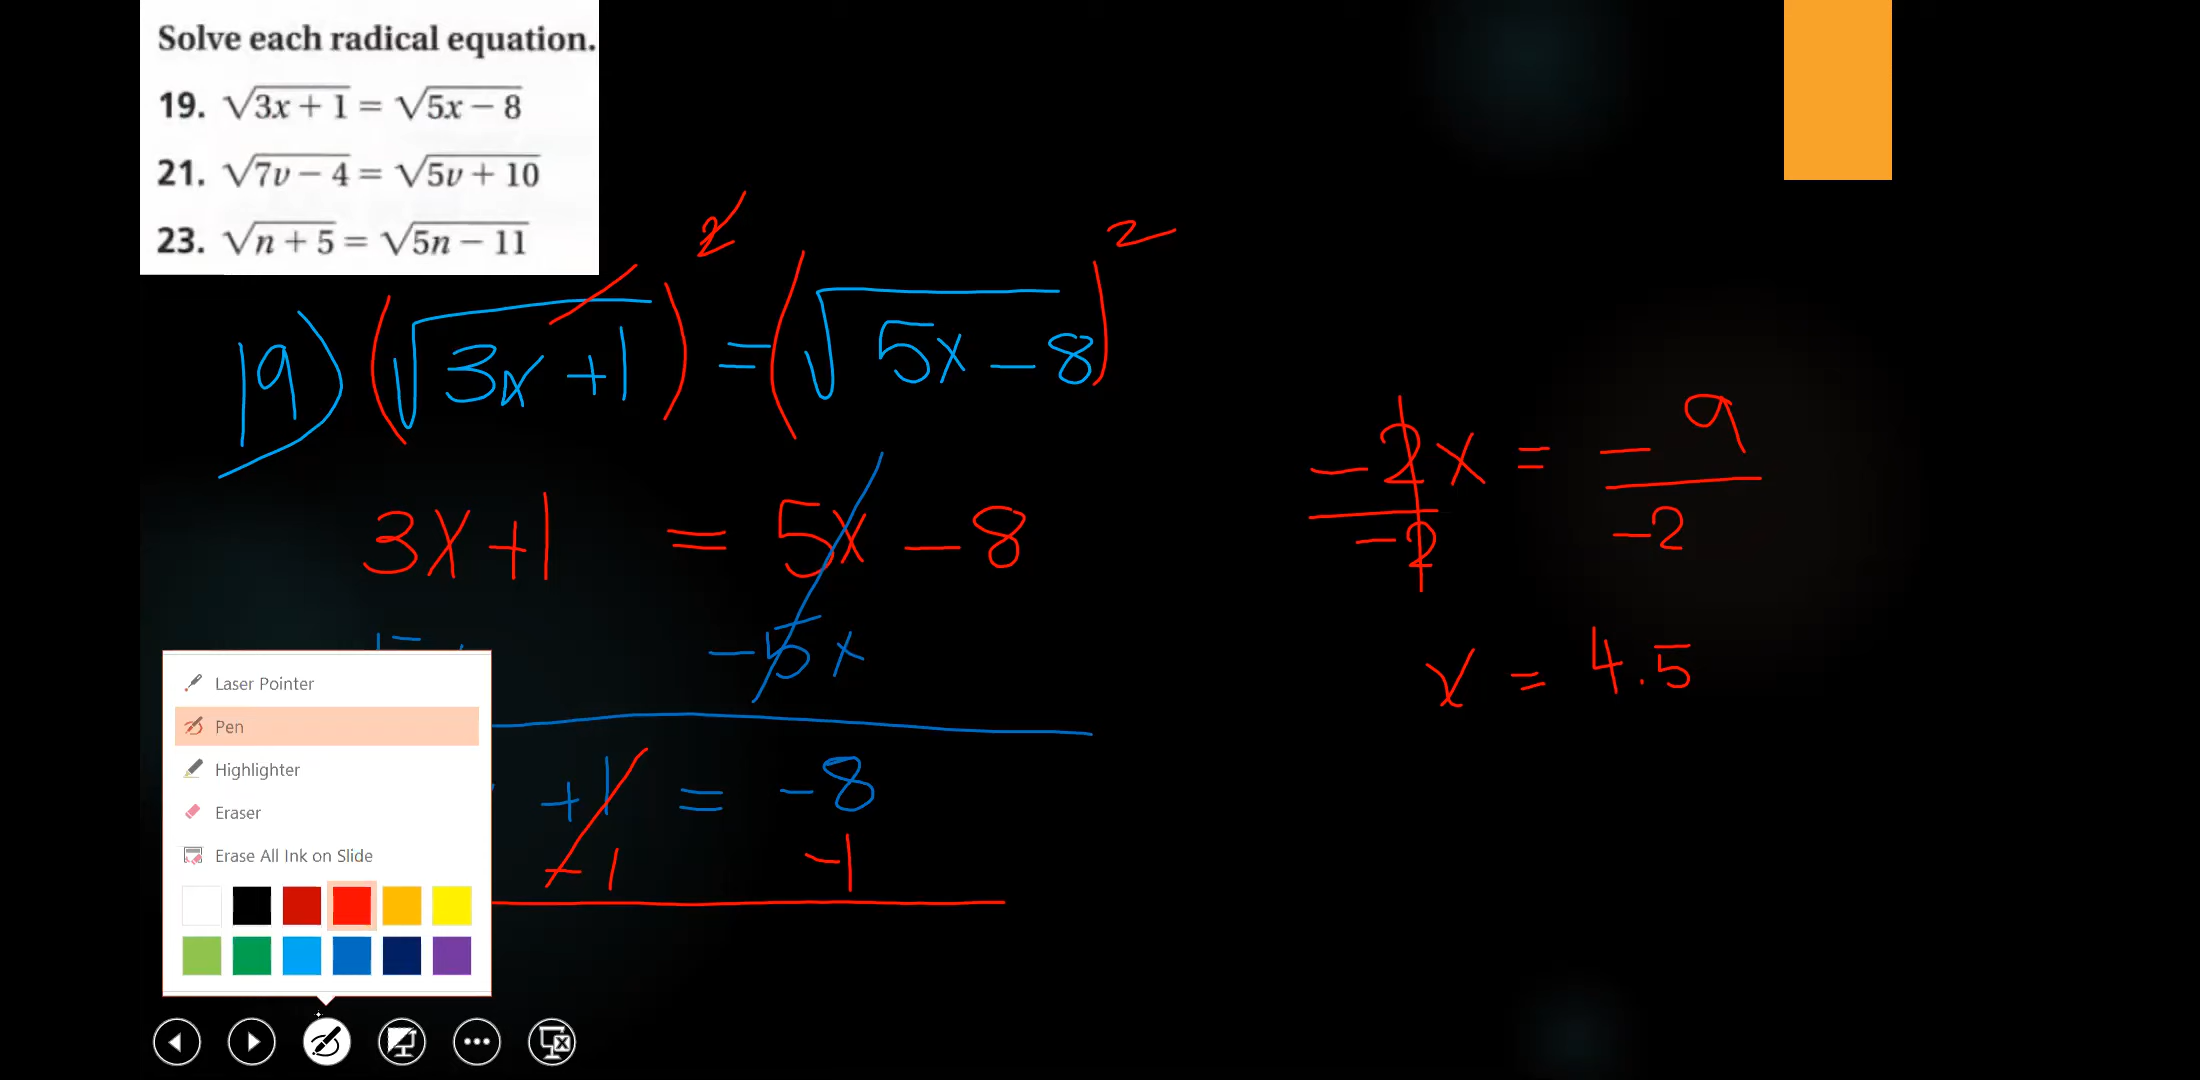 Solve each radical equation.
19. √3x + 1 = √5x − 8
21. √7v − 4 = √5v + 10
23. √n + 5 = √5n − 11
19) (√3x + 1)² = (√5x − 8)²
3x + 1 = 5x − 8
− 5x
+ 1 = − 8
− 1 − 1
− 2x = − 9
− 2 − 2
x = 4.5
Laser Pointer
Pen
Highlighter
Eraser
Erase All Ink on Slide